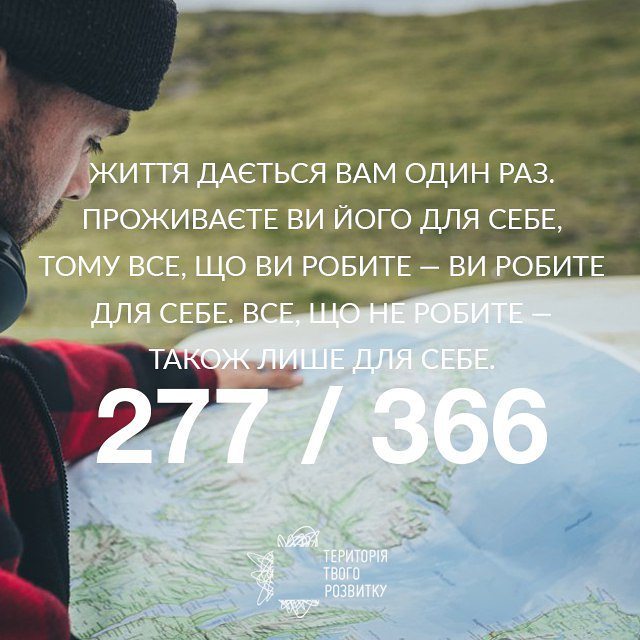 ЖИТТЯ ДАЄТЬСЯ ВАМ ОДИН РАЗ.
ПРОЖИВАЄТЕ ВИ ЙОГО ДЛЯ СЕБЕ,
ТОМУ ВСЕ, ЩО ВИ РОБИТЕ — ВИ РОБИТЕ
ДЛЯ СЕБЕ. ВСЕ, ЩО НЕ РОБИТЕ —
ТАКОЖ ЛИШЕ ДЛЯ СЕБЕ.
277 / 366
ТЕРИТОРІЯ
ТВОГО
РОЗВИТКУ